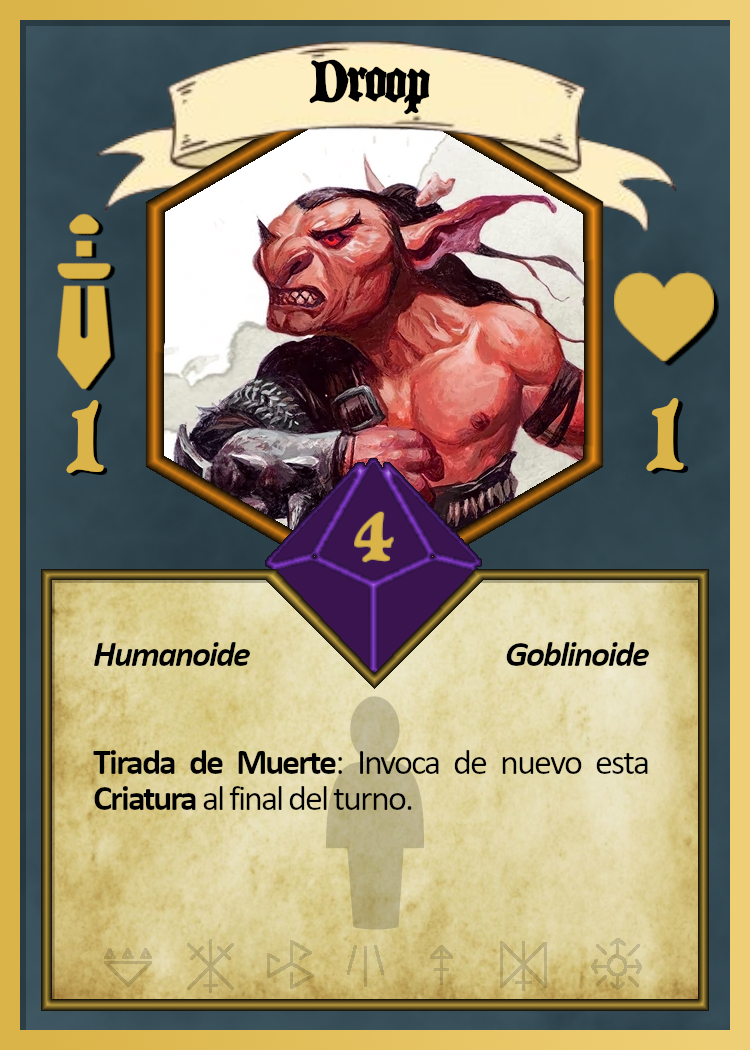 Droop
1
1
4
Humanoide Goblinoide
Tirada de Muerte: Invoca de nuevo esta
Criatura al final del turno.